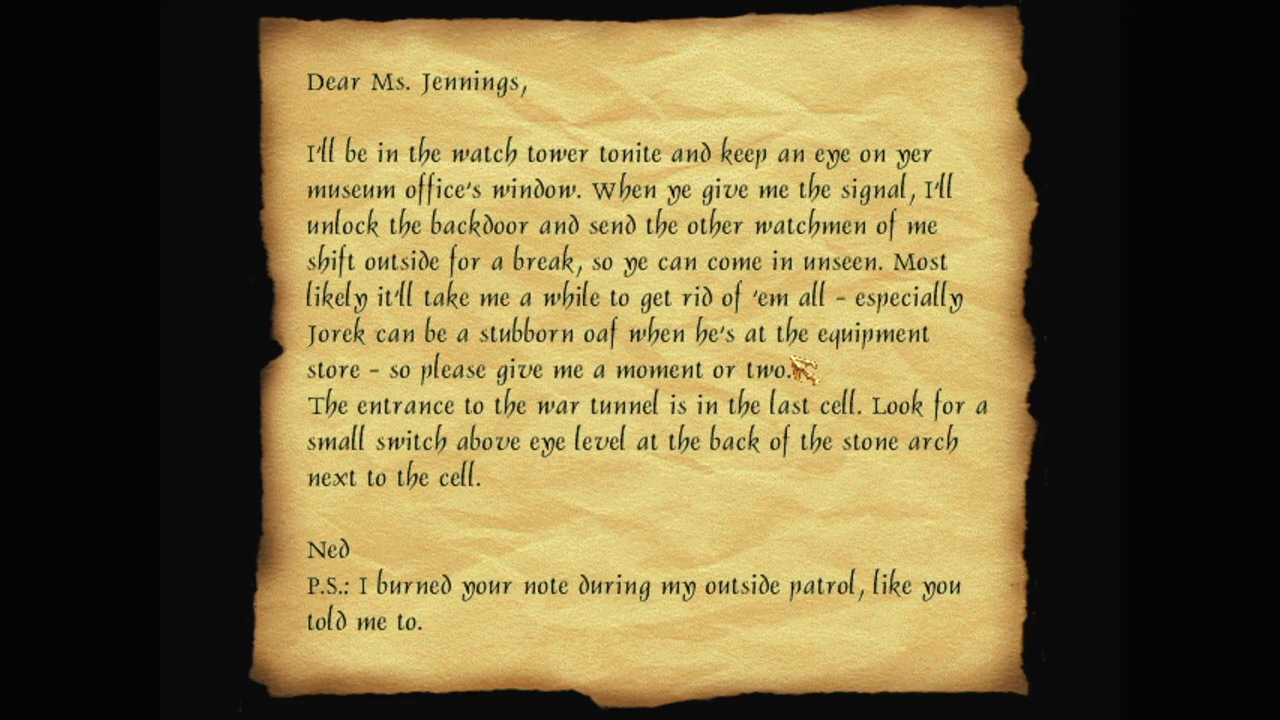 Dear Ms. Jennings,
I'll be in the watch tower tonite and keep an eye on yer
museum office's window. When ye give me the signal, I'll
unlock the backdoor and send the other watchmen of me
shift outside for a break, so ye can come in unseen. Most
likely it'll take me a while to get rid of 'em all - especially
Jorek can be a stubborn oaf when he's at the equipment
store - so please give me a moment or two.
The entrance to the war tunnel is in the last cell. Look for a
small switch above eye level at the back of the stone arch
next to the cell.
Ned
P.S.: I burned your note during my outside patrol, like you
told me to.